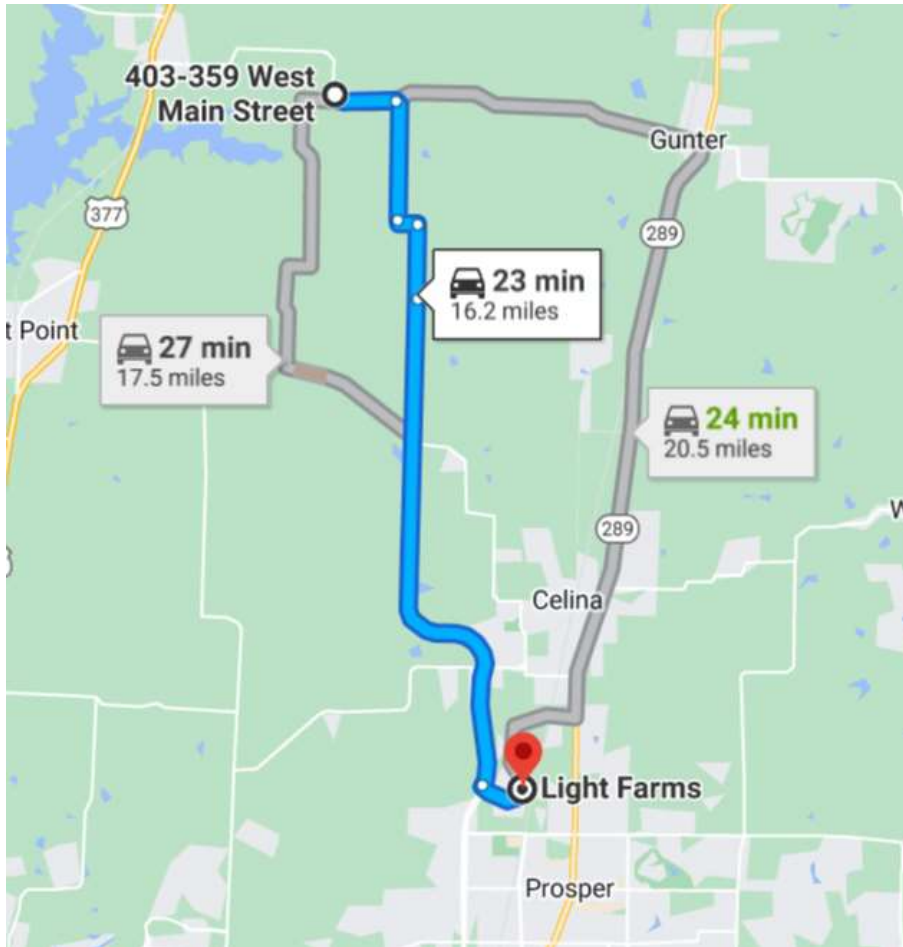 403-359 West
Main Street
Gunter
377
289
23 min
16.2 miles
t Point
27 min
17.5 miles
24 min
20.5 miles
W
289
Celina
Light Farms
Prosper